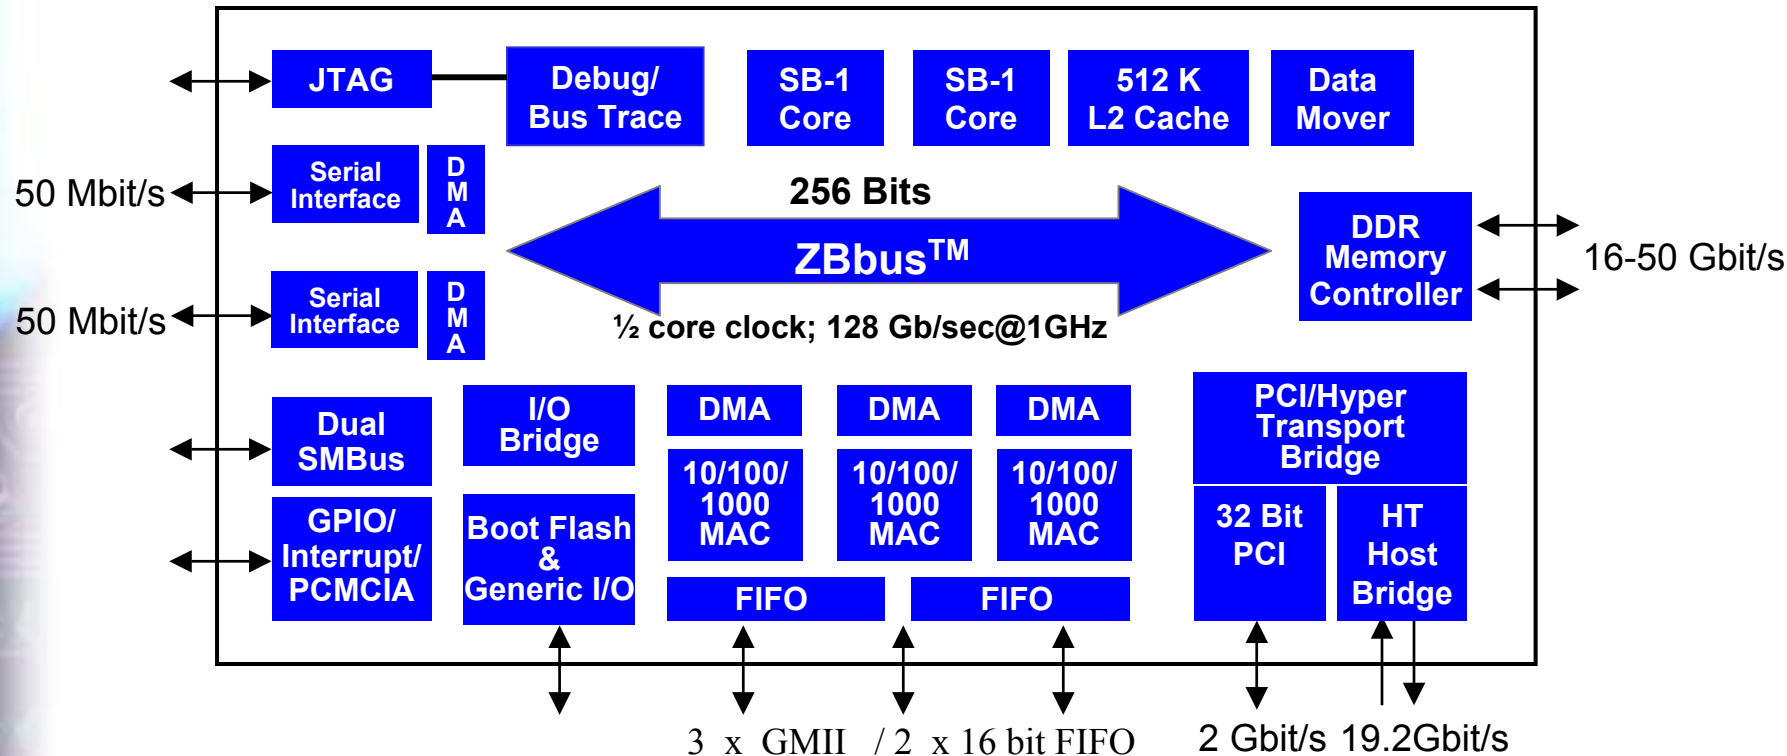 JTAG
Debug/
Bus Trace
SB-1
Core
SB-1
Core
512 K
L2 Cache
Data
Mover
50 Mbit/s
Serial
Interface
D
M
A
256 Bits
ZBbus™
½ core clock; 128 Gb/sec@1GHz
DDR
Memory
Controller
16-50 Gbit/s
50 Mbit/s
Serial
Interface
D
M
A
Dual
SMBus
I/O
Bridge
DMA
DMA
DMA
PCI/Hyper
Transport
Bridge
10/100/
1000
MAC
10/100/
1000
MAC
10/100/
1000
MAC
GPIO/
Interrupt/
PCMCIA
Boot Flash
&
Generic I/O
FIFO
FIFO
32 Bit
PCI
HT
Host
Bridge
3 x GMII / 2 x 16 bit FIFO
2 Gbit/s
19.2Gbit/s